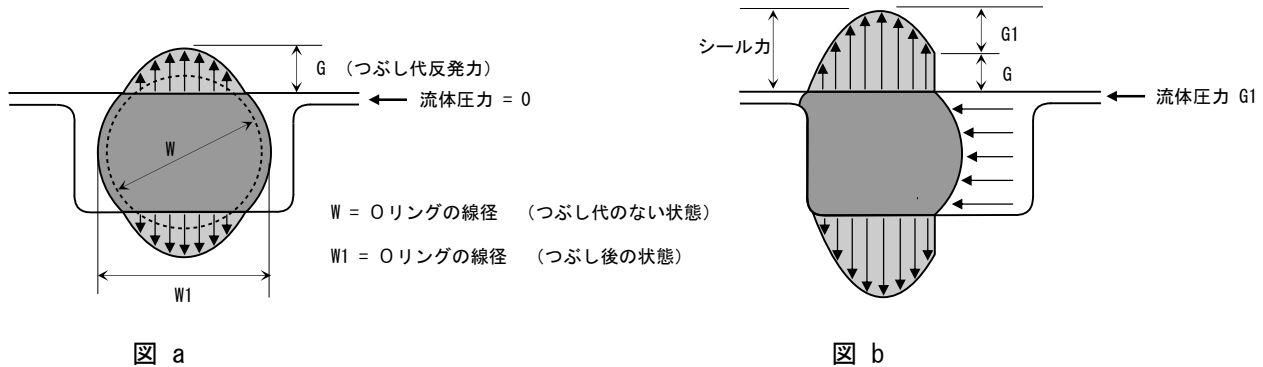 G （つぶし代反発力）
流体圧力 = 0
W
W = Oリングの線径　（つぶし代のない状態）
W1 = Oリングの線径　（つぶし後の状態）
W1
図 a
シール力
G1
G
流体圧力 G1
図 b